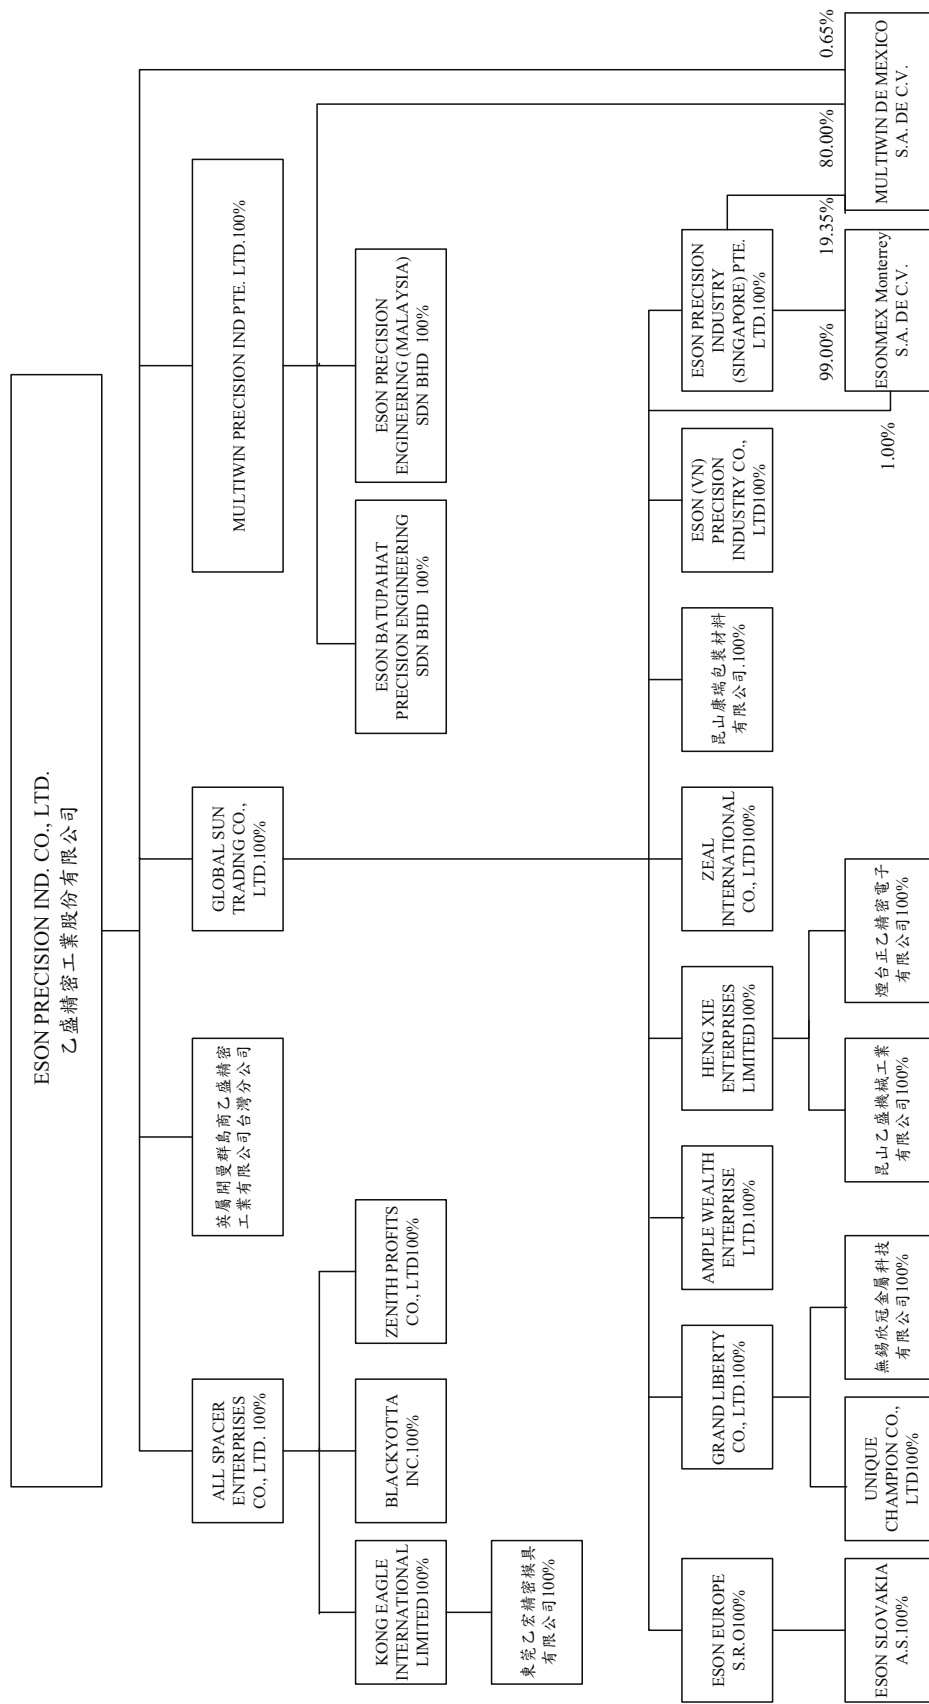 ESON PRECISION IND. CO., LTD.
乙盛精密工業股份有限公司
ALL SPACER
ENTERPRISES
CO., LTD. 100%
英屬開曼群島商乙盛精密
工業有限公司台灣分公司
GLOBAL SUN
TRADING CO.,
LTD.100%
MULTIWIN PRECISION IND PTE. LTD.100%
KONG EAGLE
INTERNATIONAL
LIMITED100%
BLACKYOTTA
INC.100%
ZENITH PROFITS
CO., LTD100%
ESON BATUPAHAT
PRECISION ENGINEERING
SDN BHD 100%
ESON PRECISION
ENGINEERING (MALAYSIA)
SDN BHD 100%
東莞乙宏精密模具
有限公司100%
ESON EUROPE
S.R.O100%
GRAND LIBERTY
CO., LTD.100%
AMPLE WEALTH
ENTERPRISE
LTD.100%
HENG XIE
ENTERPRISES
LIMITED100%
ZEAL
INTERNATIONAL
CO., LTD100%
昆山康瑞包裝材料
有限公司.100%
ESON (VN)
PRECISION
INDUSTRY CO.,
LTD100%
ESON PRECISION
INDUSTRY
(SINGAPORE) PTE.
LTD.100%
99.00%
19.35%
80.00%
0.65%
ESON SLOVAKIA
A.S.100%
UNIQUE
CHAMPION CO.,
LTD100%
無錫欣冠金屬科技
有限公司100%
昆山乙盛機械工業
有限公司100%
煙台正乙精密電子
有限公司100%
1.00%
ESONMEX Monterrey
S.A. DE C.V.
MULTIWIN DE MEXICO
S.A. DE C.V.